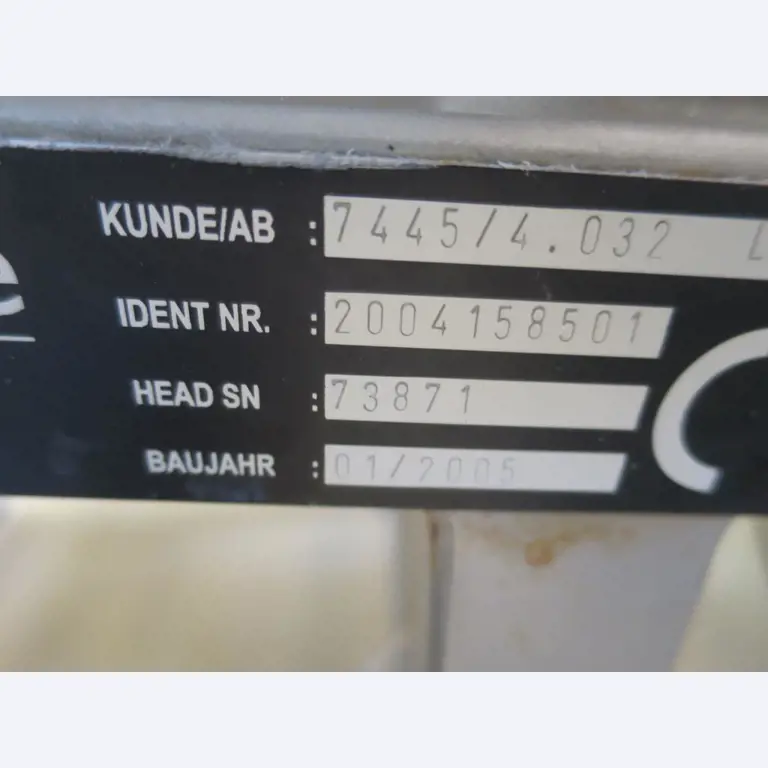 KUNDE/AB : 7445/4.032 L
IDENT NR. : 2004158501
HEAD SN : 73871
BAUJAHR : 01/2005